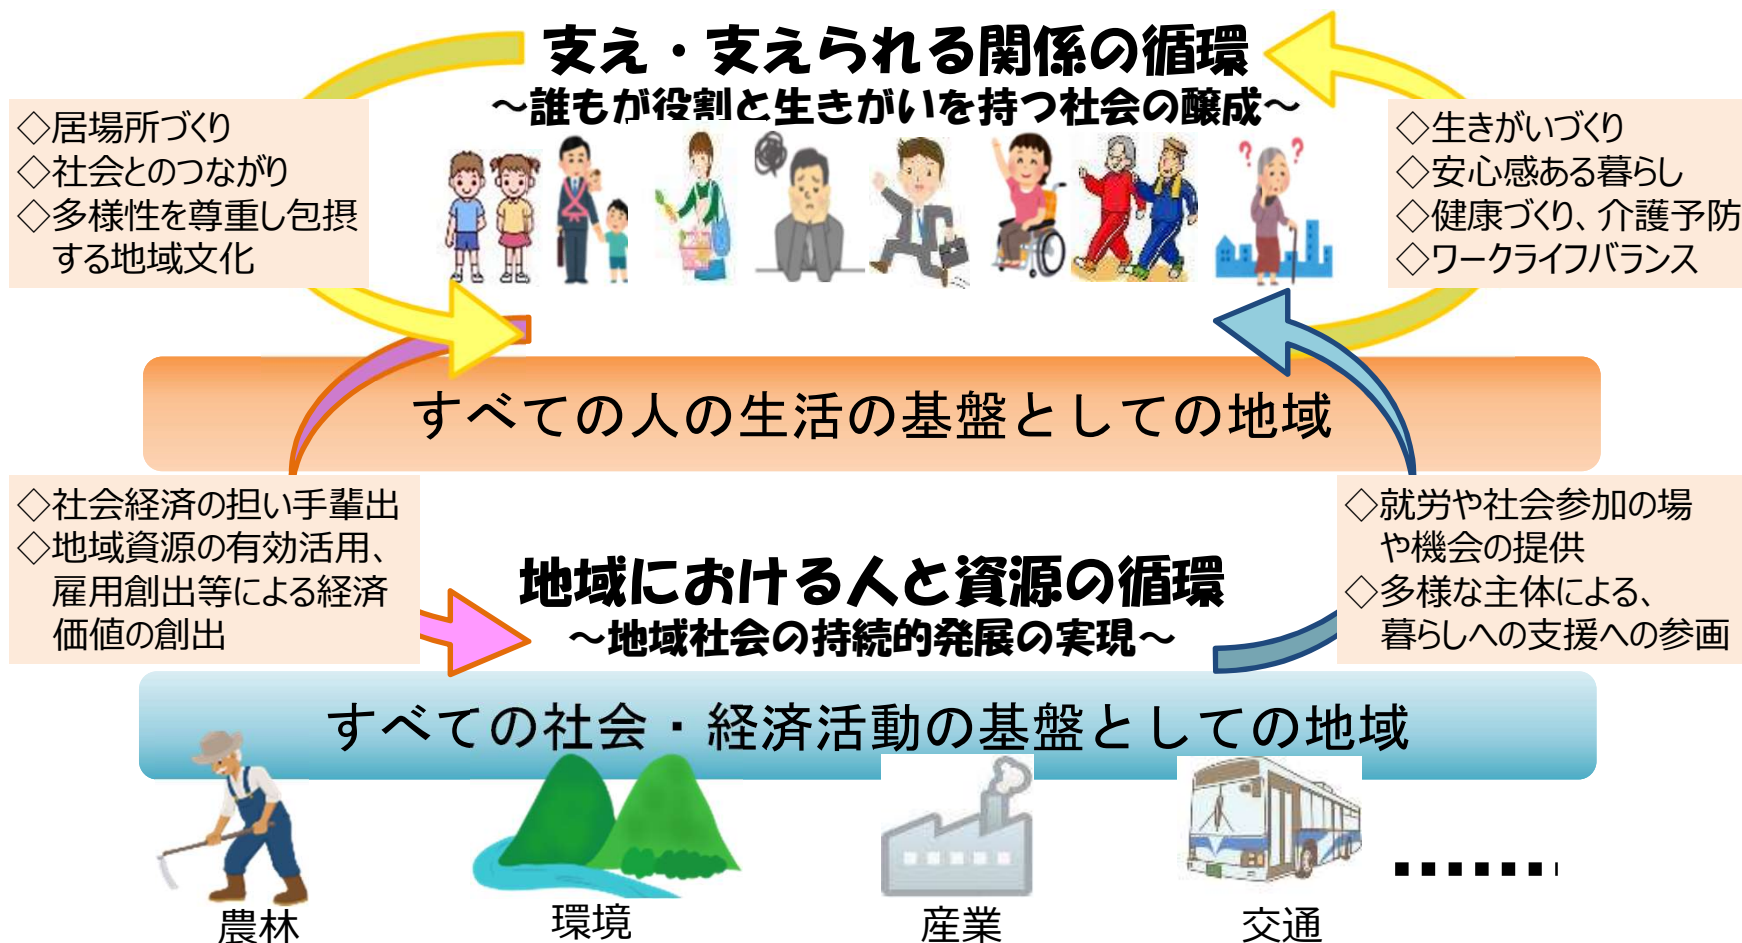 支え・支えられる関係の循環
～誰もが役割と生きがいを持つ社会の醸成～
◇居場所づくり
◇社会とのつながり
◇多様性を尊重し包摂
する地域文化
◇生きがいづくり
◇安心感ある暮らし
◇健康づくり、介護予防
◇ワークライフバランス
? ?
すべての人の生活の基盤としての地域
◇社会経済の担い手輩出
◇地域資源の有効活用、
雇用創出等による経済
価値の創出
◇就労や社会参加の場
や機会の提供
◇多様な主体による、
暮らしへの支援への参画
地域における人と資源の循環
～地域社会の持続的発展の実現～
すべての社会・経済活動の基盤としての地域
農林
環境
産業
交通